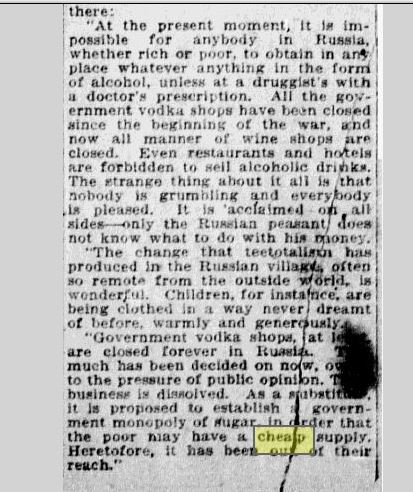 there:
"At the present moment, it is im-
possible for anybody in Russia,
whether rich or poor, to obtain in any
place whatever anything in the form
of alcohol, unless at a druggist's with
a doctor's prescription. All the gov-
ernment vodka shops have been closed
since the beginning of the war, and
now all manner of wine shops are
closed. Even restaurants and hotels
are forbidden to sell alcoholic drinks.
The strange thing about it all is that
nobody is grumbling and everybody
is pleased. It is acclaimed on all
sides—only the Russian peasant does
not know what to do with his money.
"The change that teetotalism has
produced in the Russian village, often
so remote from the outside world, is
wonderful. Children, for instance, are
being clothed in a way never dreamt
of before, warmly and generously.
"Government vodka shops, at
are closed forever in Russia.
much has been decided on now,
to the pressure of public opinion.
business is dissolved. As a substitute,
it is proposed to establish a govern-
ment monopoly of sugar, in order that
the poor may have a cheap supply.
Heretofore, it has been out of their
reach."